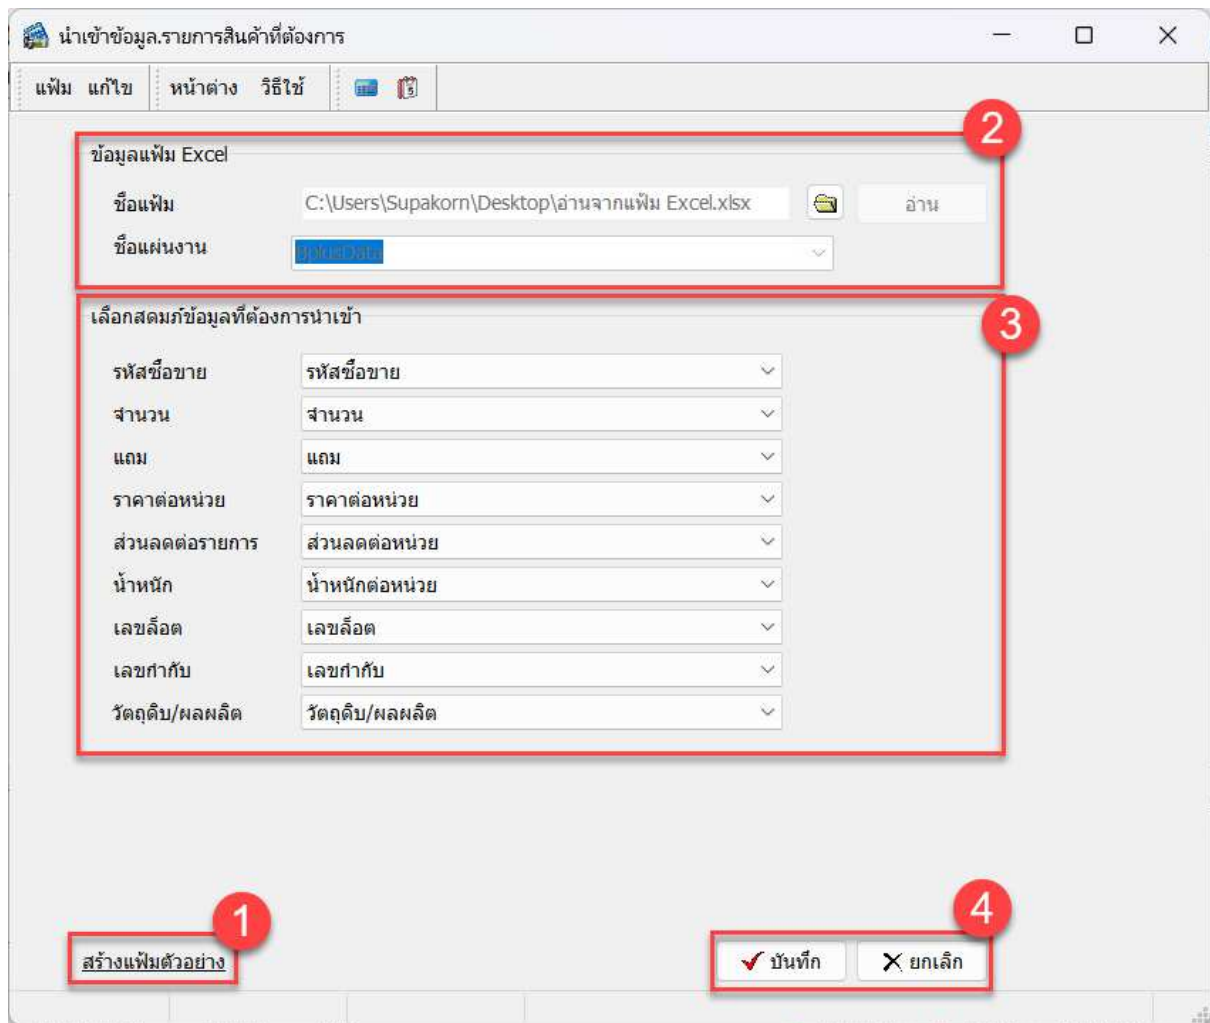 นำเข้าข้อมูล.รายการสินค้าที่ต้องการ
แฟ้ม แก้ไข หน้าต่าง วิธีใช้ 5
2
ข้อมูลแฟ้ม Excel
ชื่อแฟ้ม C:\Users\Supakorn\Desktop\อ่านจากแฟ้ม Excel.xlsx อ่าน
ชื่อแผ่นงาน BplusData
3
เลือกสดมภ์ข้อมูลที่ต้องการนำเข้า
รหัสซื้อขาย รหัสซื้อขาย
จำนวน จำนวน
แถม แถม
ราคาต่อหน่วย ราคาต่อหน่วย
ส่วนลดต่อรายการ ส่วนลดต่อหน่วย
น้ำหนัก น้ำหนักต่อหน่วย
เลขล็อต เลขล็อต
เลขกำกับ เลขกำกับ
วัตถุดิบ/ผลผลิต วัตถุดิบ/ผลผลิต
1 4
สร้างแฟ้มตัวอย่าง บันทึก ยกเลิก